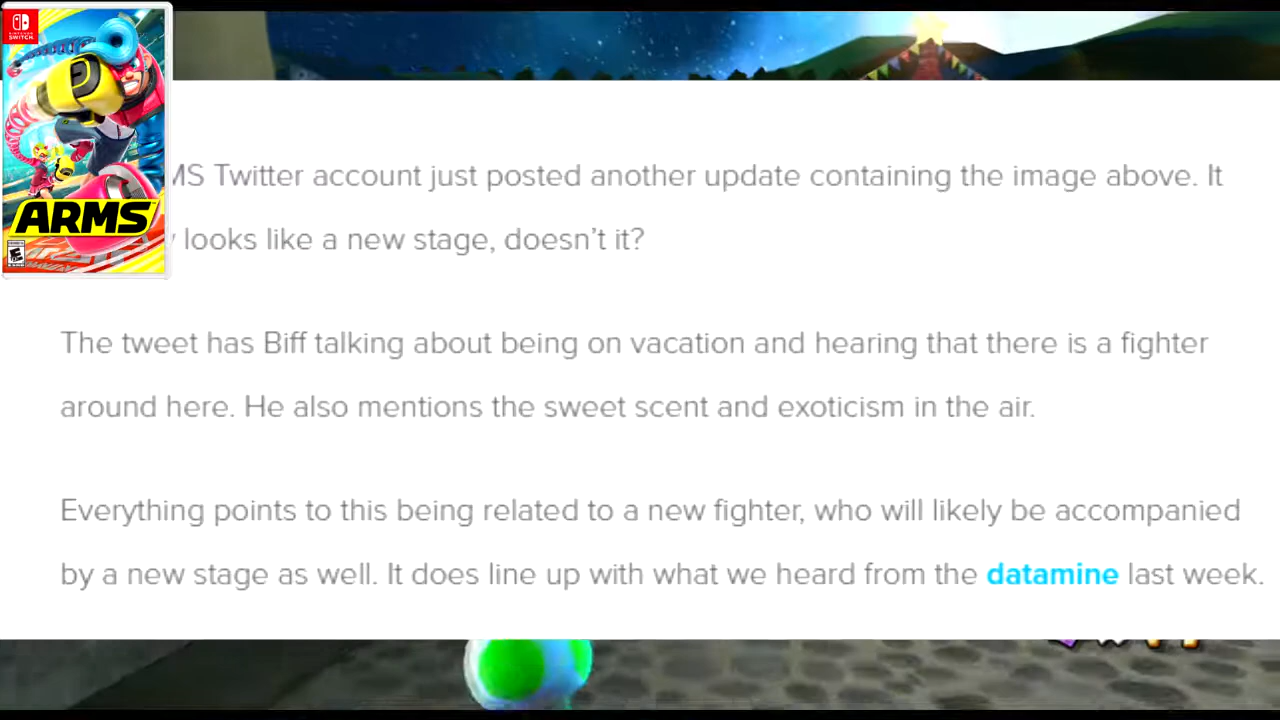 NINTENDO
SWITCH
ARMS
MS Twitter account just posted another update containing the image above. It
looks like a new stage, doesn't it?
The tweet has Biff talking about being on vacation and hearing that there is a fighter
around here. He also mentions the sweet scent and exoticism in the air.
Everything points to this being related to a new fighter, who will likely be accompanied
by a new stage as well. It does line up with what we heard from the datamine last week.